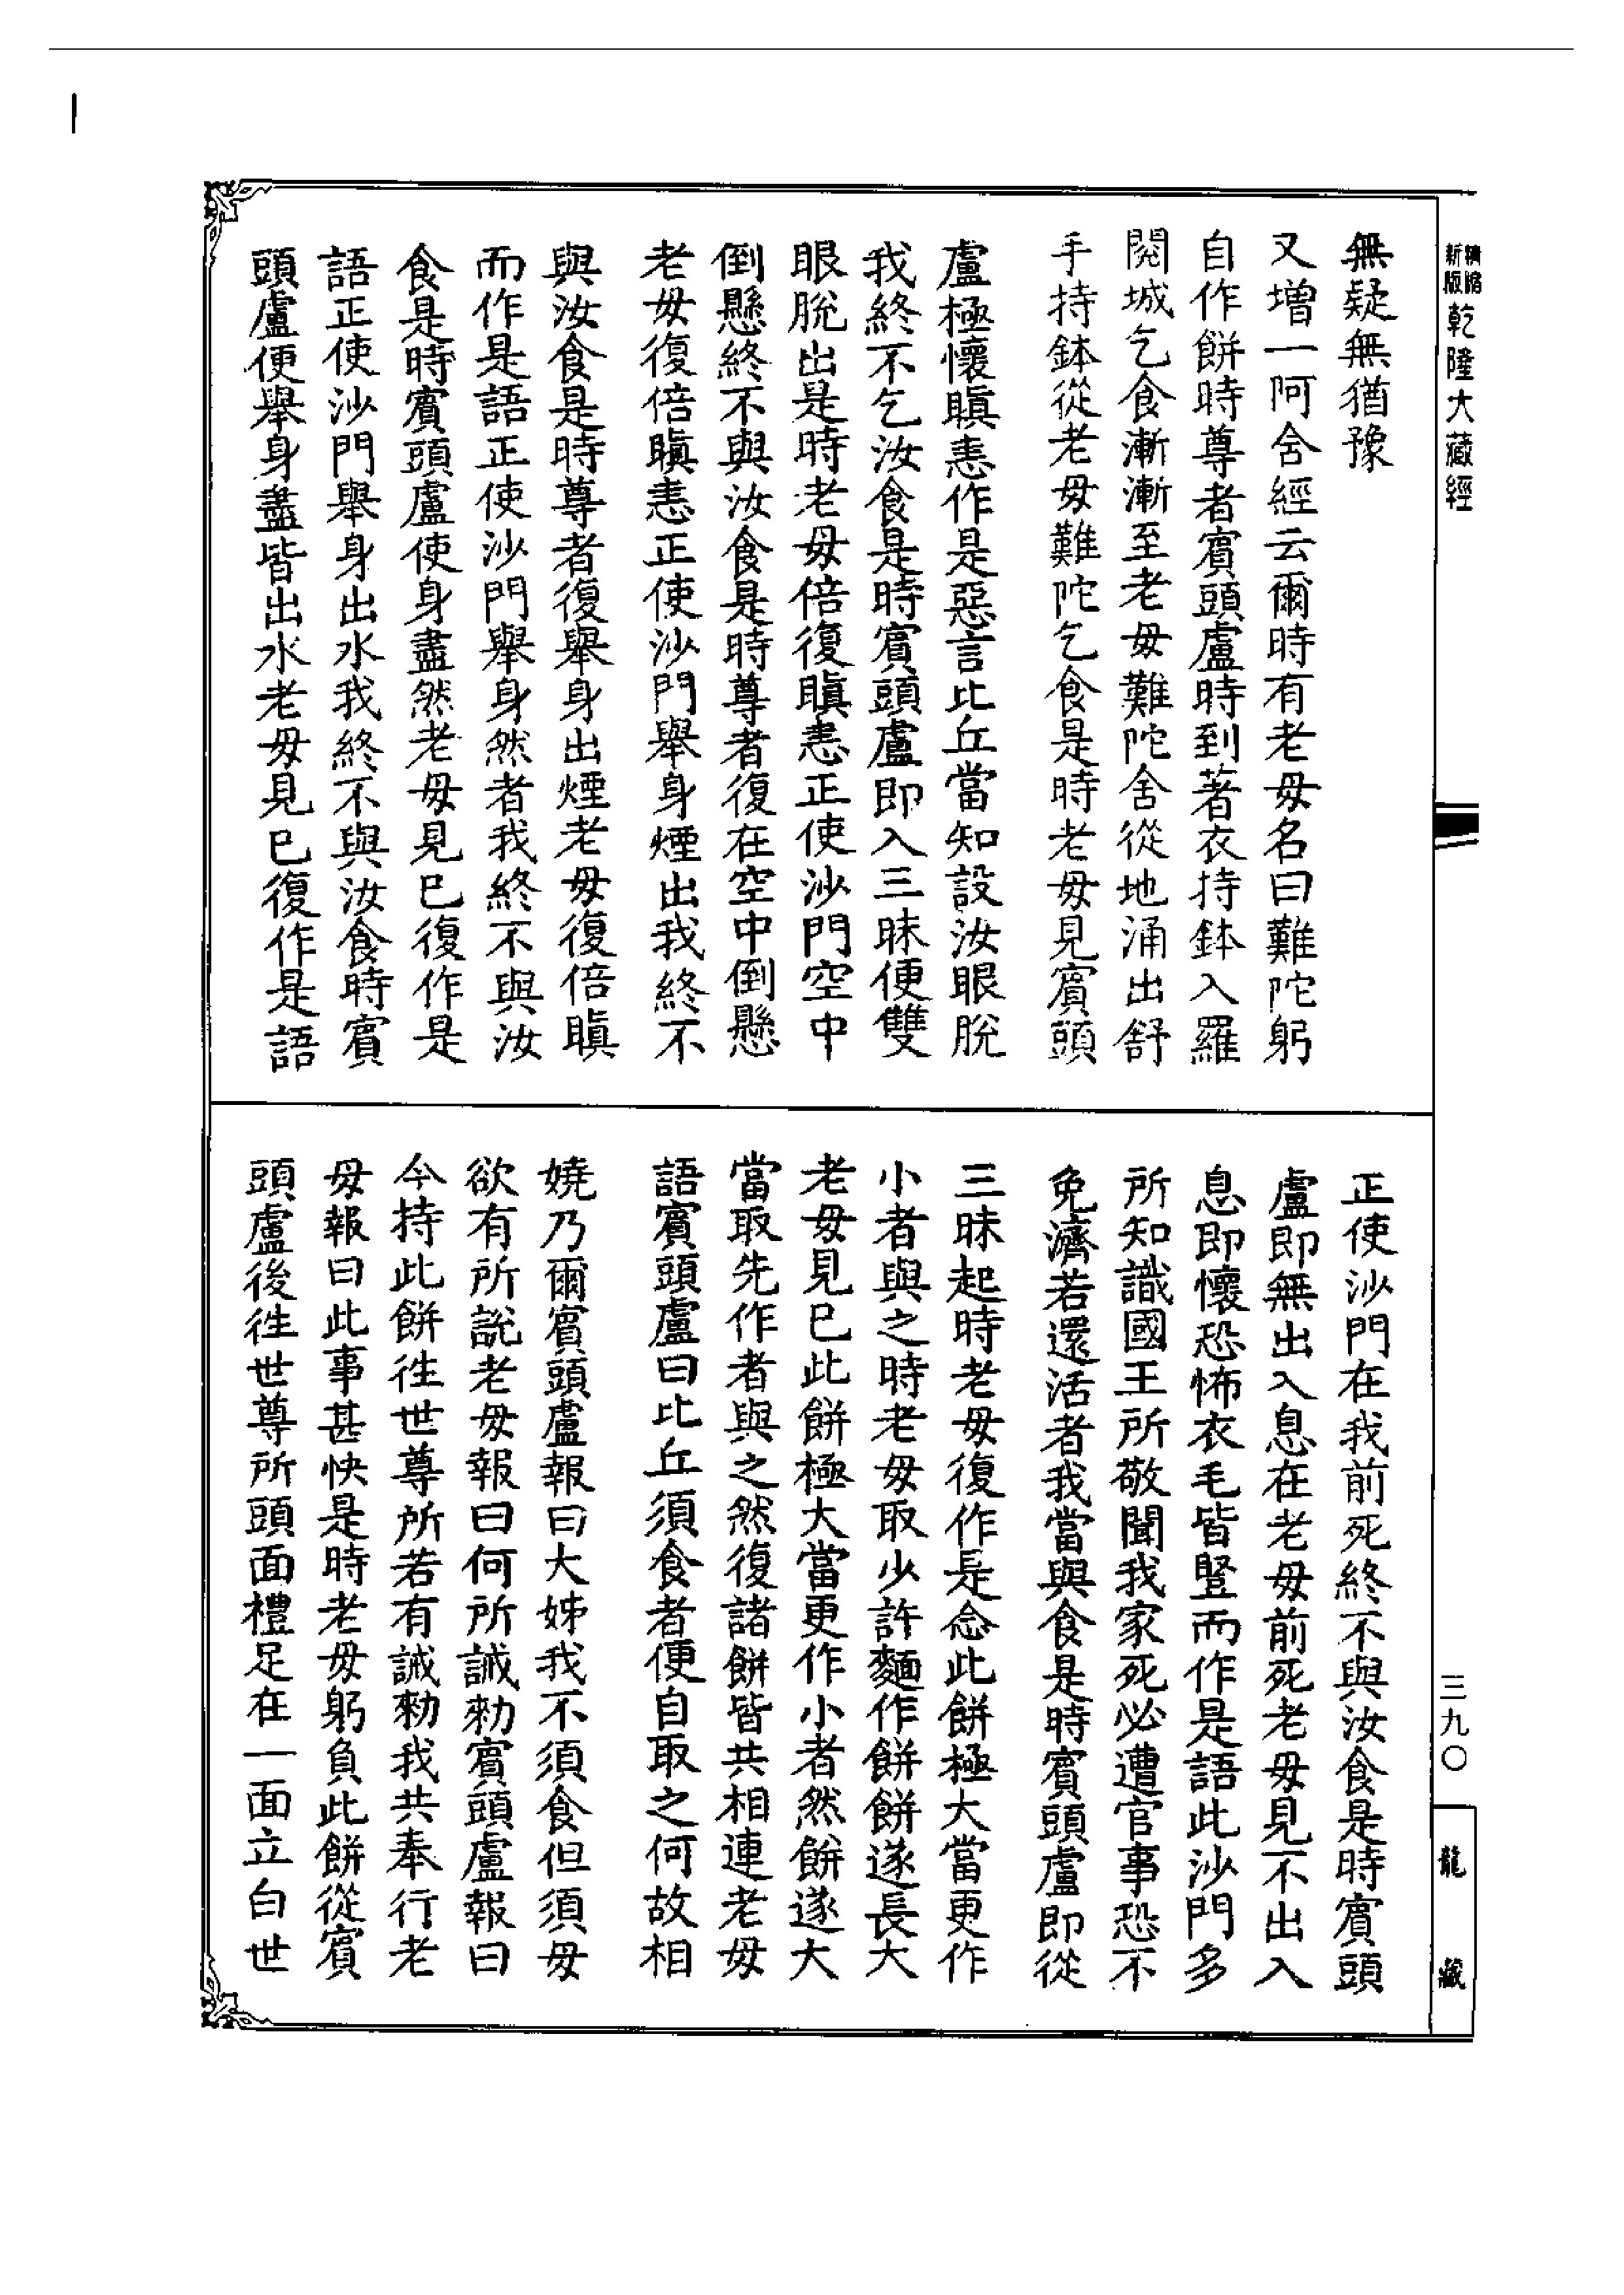 精縮
新版
乾隆大藏經
三九〇
龍藏
無疑無猶豫
又增一阿含經云爾時有老毋名曰難陀躬
自作餅時尊者賓頭盧時到著衣持鉢入羅
閱城乞食漸漸至老毋難陀舍從地涌出舒
手持鉢從老毋難陀乞食是時老毋見賓頭
盧極懷瞋恚作是惡言比丘當知設汝眼脫
我終不乞汝食是時賓頭盧即入三昧便雙
眼脫出是時老毋倍復瞋恚正使沙門空中
倒懸終不與汝食是時尊者復在空中倒懸
老毋復倍瞋恚正使沙門舉身煙出我終不
與汝食是時尊者復舉身出煙老毋復倍瞋
而作是語正使沙門舉身然者我終不與汝
食是時賓頭盧使身盡然老毋見已復作是
語正使沙門舉身出水我終不與汝食時賓
頭盧便舉身盡皆出水老毋見已復作是語
正使沙門在我前死終不與汝食是時賓頭
盧即無出入息在老毋前死老毋見不出入
息即懷恐怖衣毛皆豎而作是語此沙門多
所知識國王所敬聞我家死必遭官事恐不
免濟若還活者我當與食是時賓頭盧即從
三昧起時老毋復作是念此餅極大當更作
小者與之時老毋取少許麵作餅餅遂長大
老毋見已此餅極大當更作小者然餅遂大
當取先作者與之然復諸餅皆共相連老毋
語賓頭盧曰比丘須食者便自取之何故相
嬈乃爾賓頭盧報曰大姊我不須食但須毋
欲有所說老毋報曰何所誡勑賓頭盧報曰
今持此餅徃世尊所若有誡勑我共奉行老
毋報曰此事甚快是時老毋躬負此餅從賓
頭盧後徃世尊所頭面禮足在一面立白世